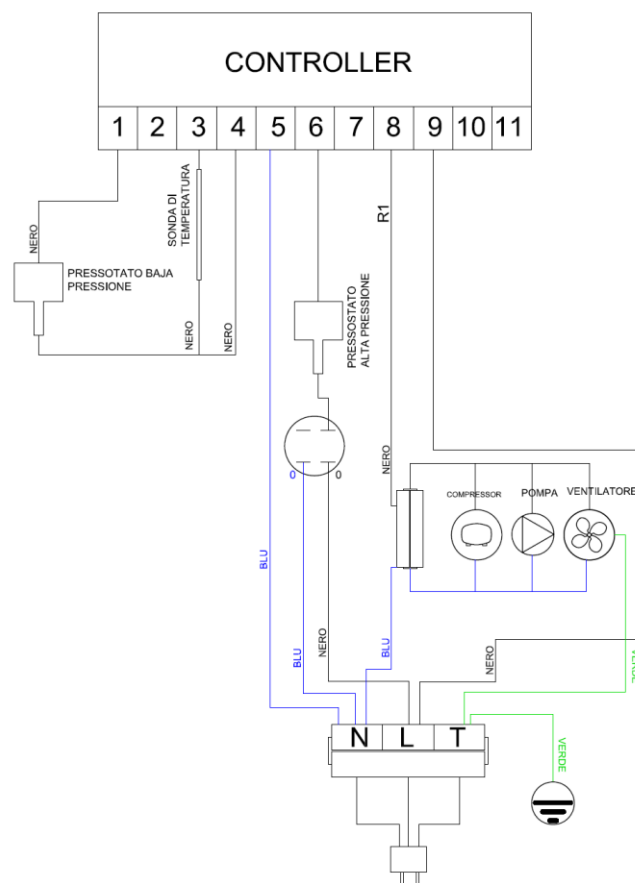 CONTROLLER
1 2 3 4 5 6 7 8 9 10 11
NERO
PRESSOTATO BAJA
PRESSIONE
SONDA DI
TEMPERATURA
NERO
NERO
BLU
PRESSOSTATO
ALTA PRESSIONE
0
0
R1
NERO
COMPRESSOR
POMPA
VENTILATORE
BLU
NERO
BLU
NERO
VERDE
N L T
VERDE